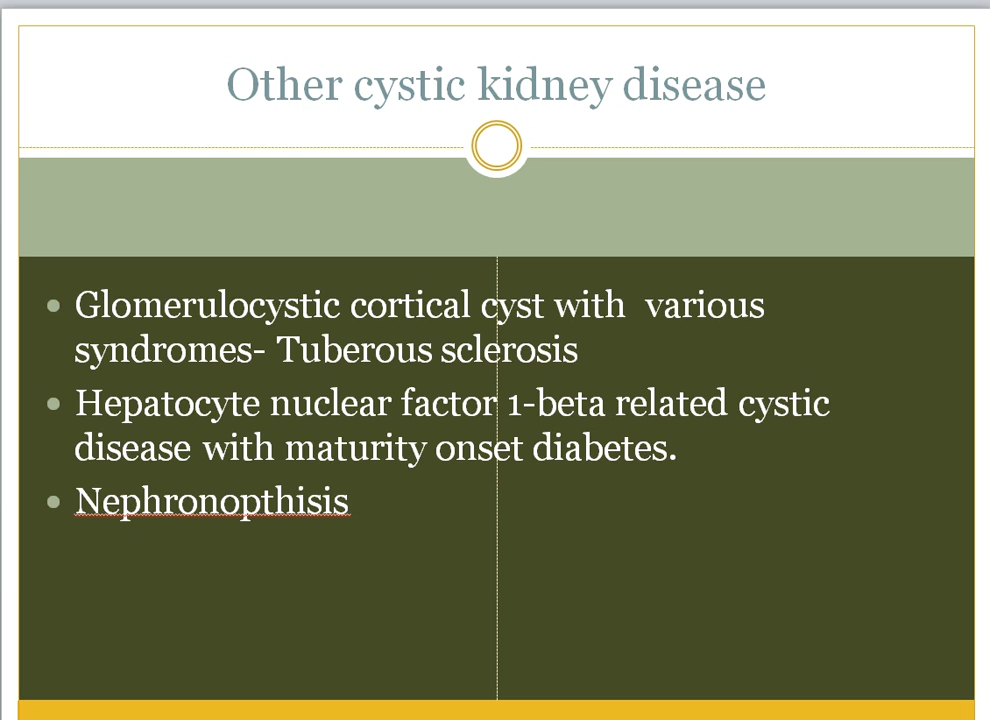 Other cystic kidney disease
Glomerulocystic cortical cyst with various
syndromes- Tuberous sclerosis
Hepatocyte nuclear factor 1-beta related cystic
disease with maturity onset diabetes.
Nephronopthisis